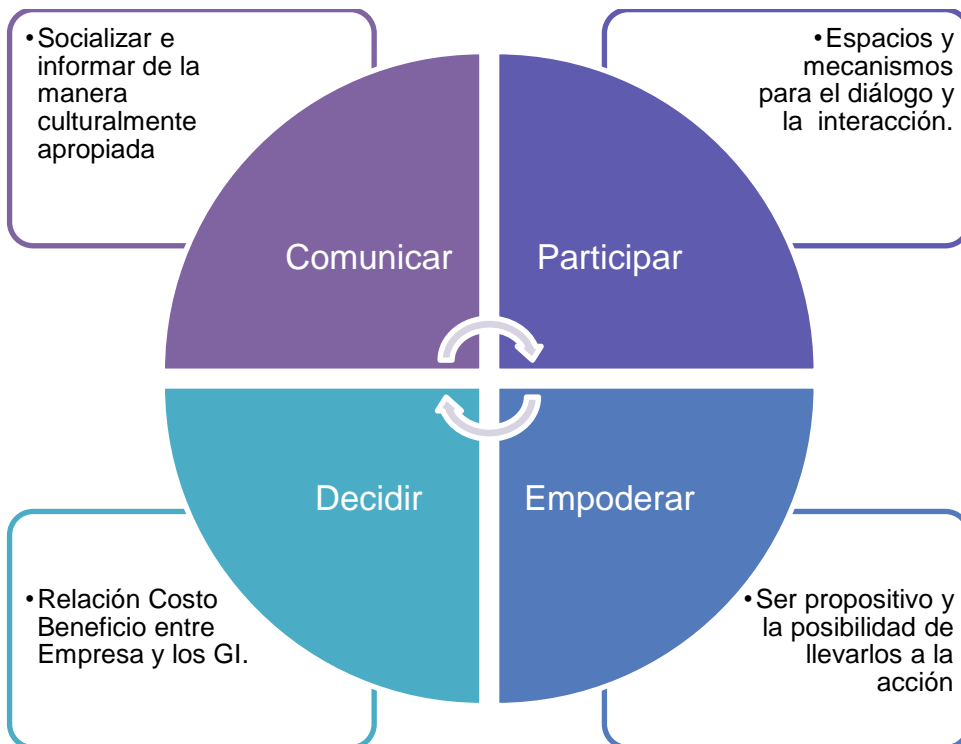 •Socializar e
informar de la
manera
culturalmente
apropiada
•Espacios y
mecanismos
para el diálogo y
la interacción.
Comunicar
Participar
Decidir
Empoderar
•Relación Costo
Beneficio entre
Empresa y los GI.
•Ser propositivo y
la posibilidad de
llevarlos a la
acción